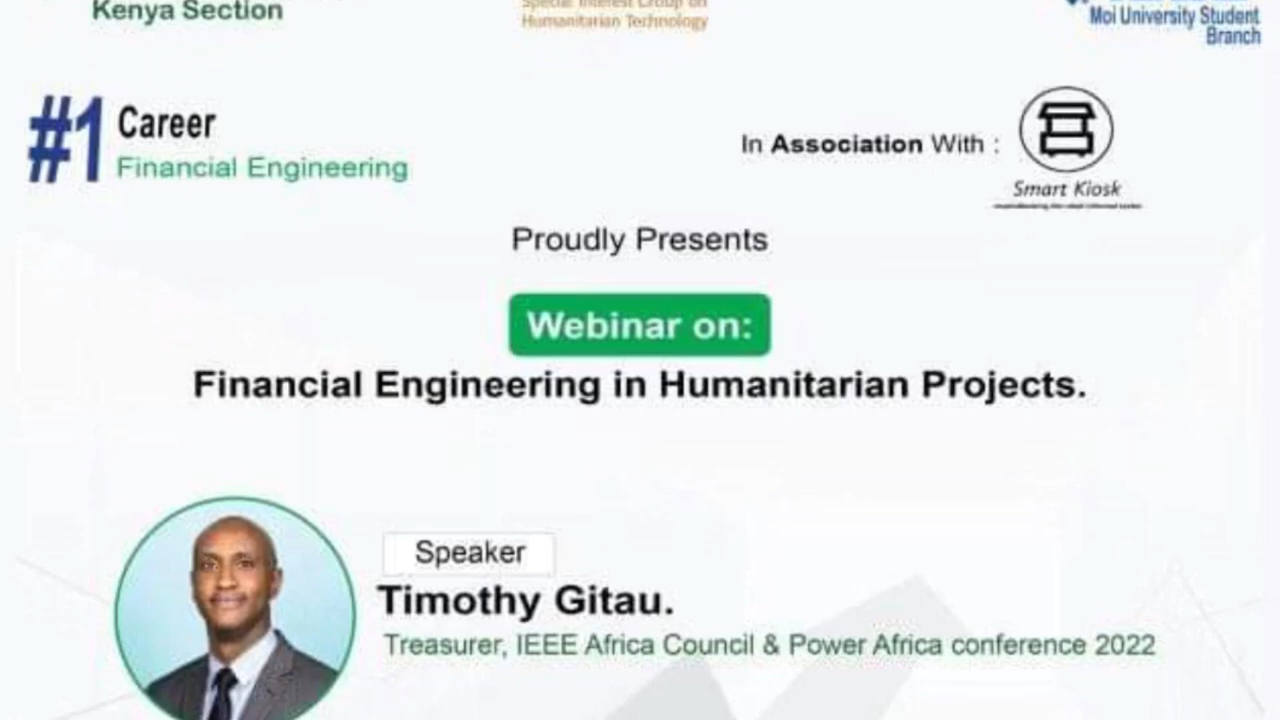 Kenya Section
Special Interest Group on
Humanitarian Technology
Moi University Student
Branch
#1 Career
Financial Engineering
In Association With :
Smart Kiosk
Proudly Presents
Webinar on:
Financial Engineering in Humanitarian Projects.
Speaker
Timothy Gitau.
Treasurer, IEEE Africa Council & Power Africa conference 2022